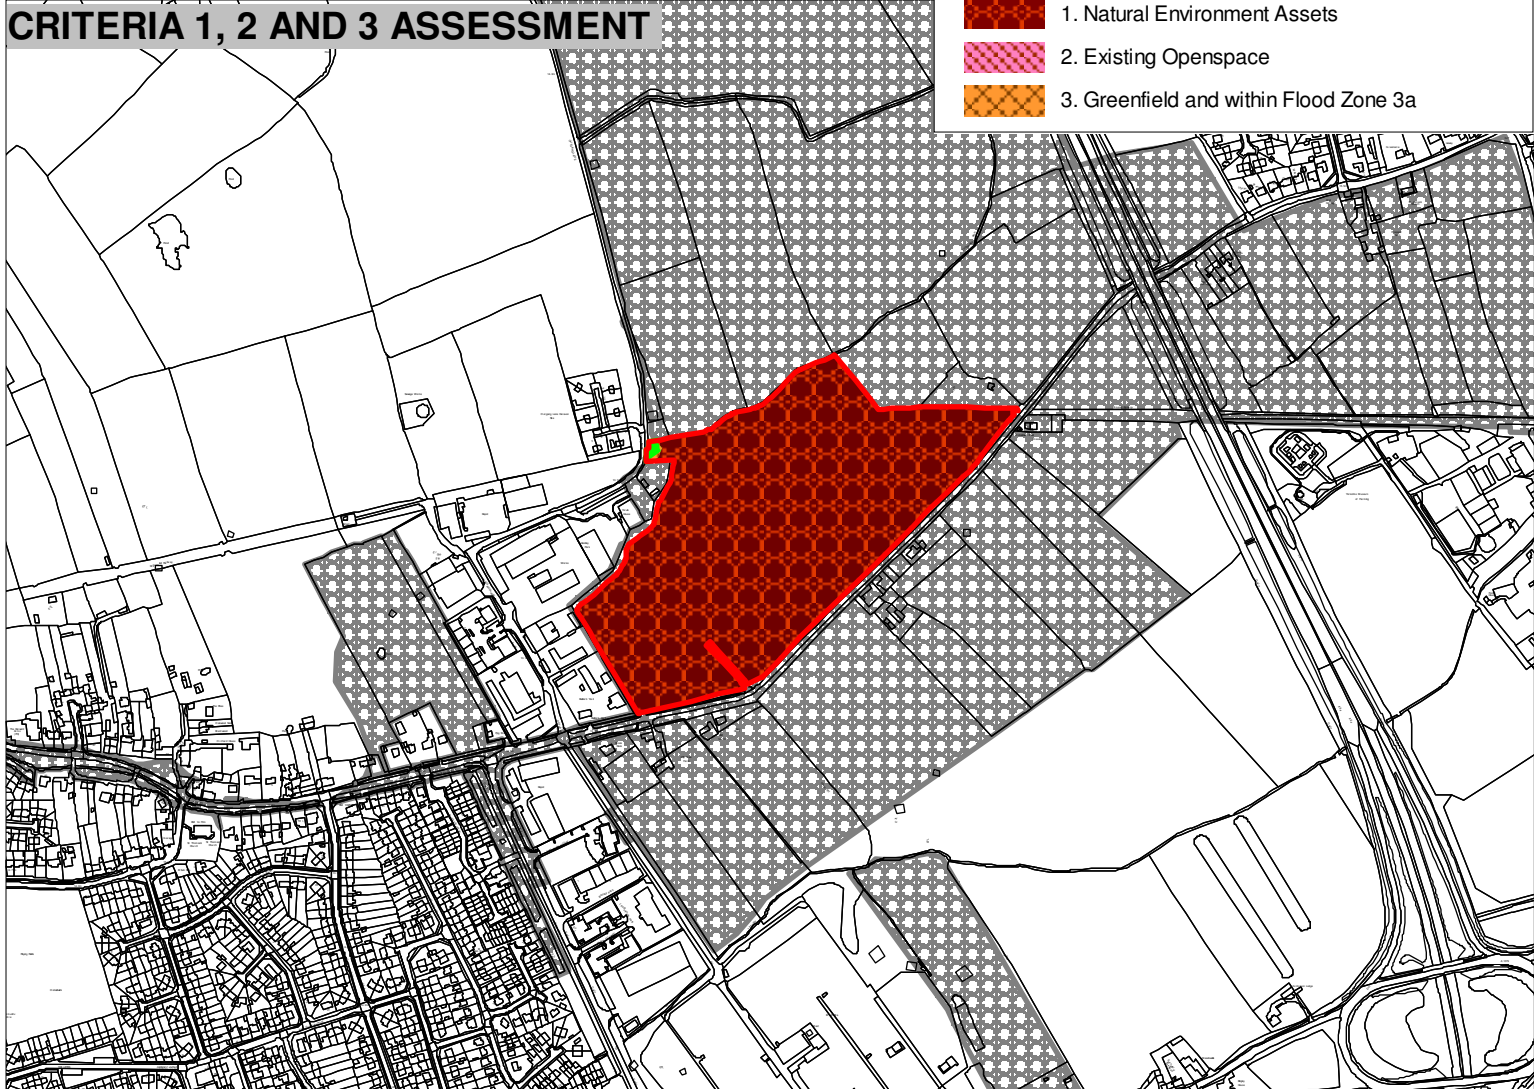 CRITERIA 1, 2 AND 3 ASSESSMENT
1. Natural Environment Assets
2. Existing Openspace
3. Greenfield and within Flood Zone 3a